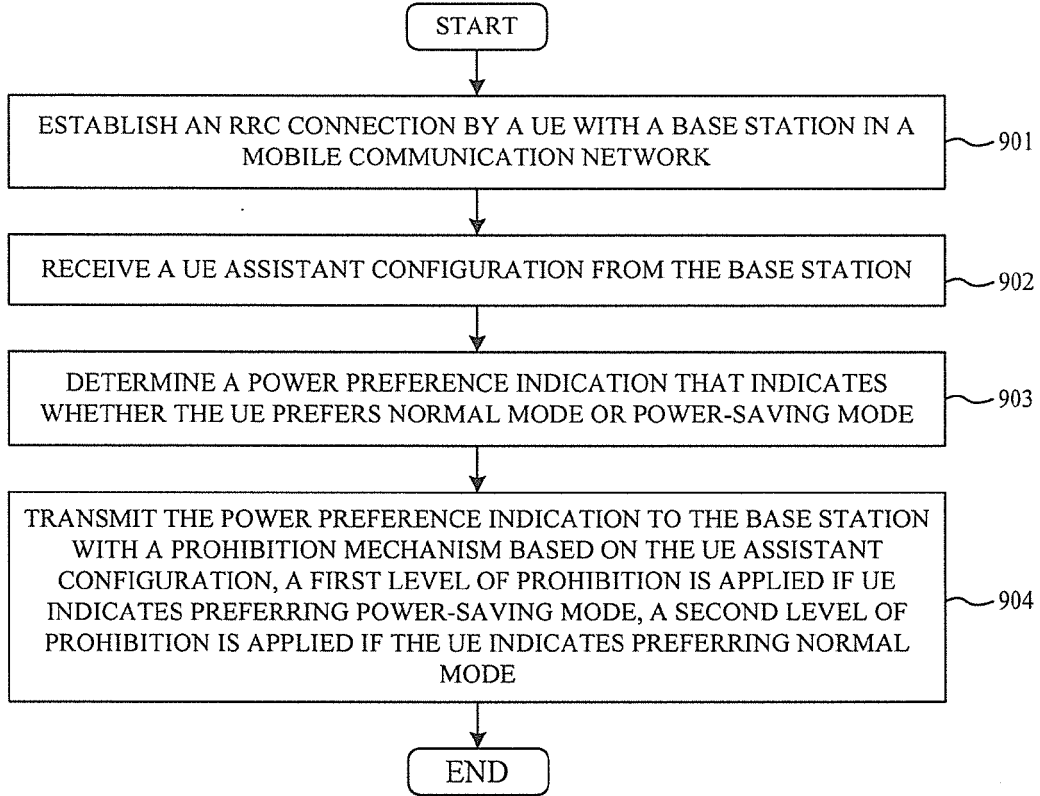 START
ESTABLISH AN RRC CONNECTION BY A UE WITH A BASE STATION IN A
MOBILE COMMUNICATION NETWORK
901
RECEIVE A UE ASSISTANT CONFIGURATION FROM THE BASE STATION
902
DETERMINE A POWER PREFERENCE INDICATION THAT INDICATES
WHETHER THE UE PREFERS NORMAL MODE OR POWER-SAVING MODE
903
TRANSMIT THE POWER PREFERENCE INDICATION TO THE BASE STATION
WITH A PROHIBITION MECHANISM BASED ON THE UE ASSISTANT
CONFIGURATION, A FIRST LEVEL OF PROHIBITION IS APPLIED IF UE
INDICATES PREFERRING POWER-SAVING MODE, A SECOND LEVEL OF
PROHIBITION IS APPLIED IF THE UE INDICATES PREFERRING NORMAL
MODE
904
END